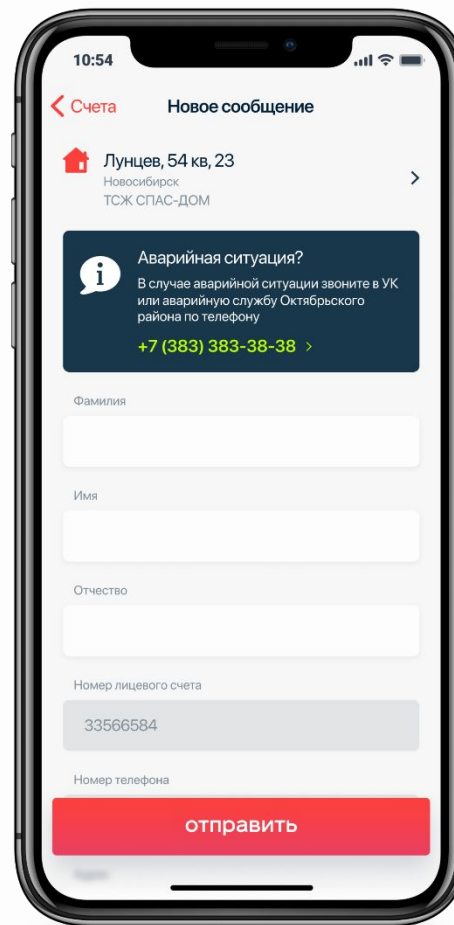 10:54
Счета
Новое сообщение
Лунцев, 54 кв, 23
Новосибирск
ТСЖ СПАС-ДОМ
Аварийная ситуация?
В случае аварийной ситуации звоните в УК
или аварийную службу Октябрьского
района по телефону
+7 (383) 383-38-38 >
Фамилия
Имя
Отчество
Номер лицевого счета
33566584
Номер телефона
отправить